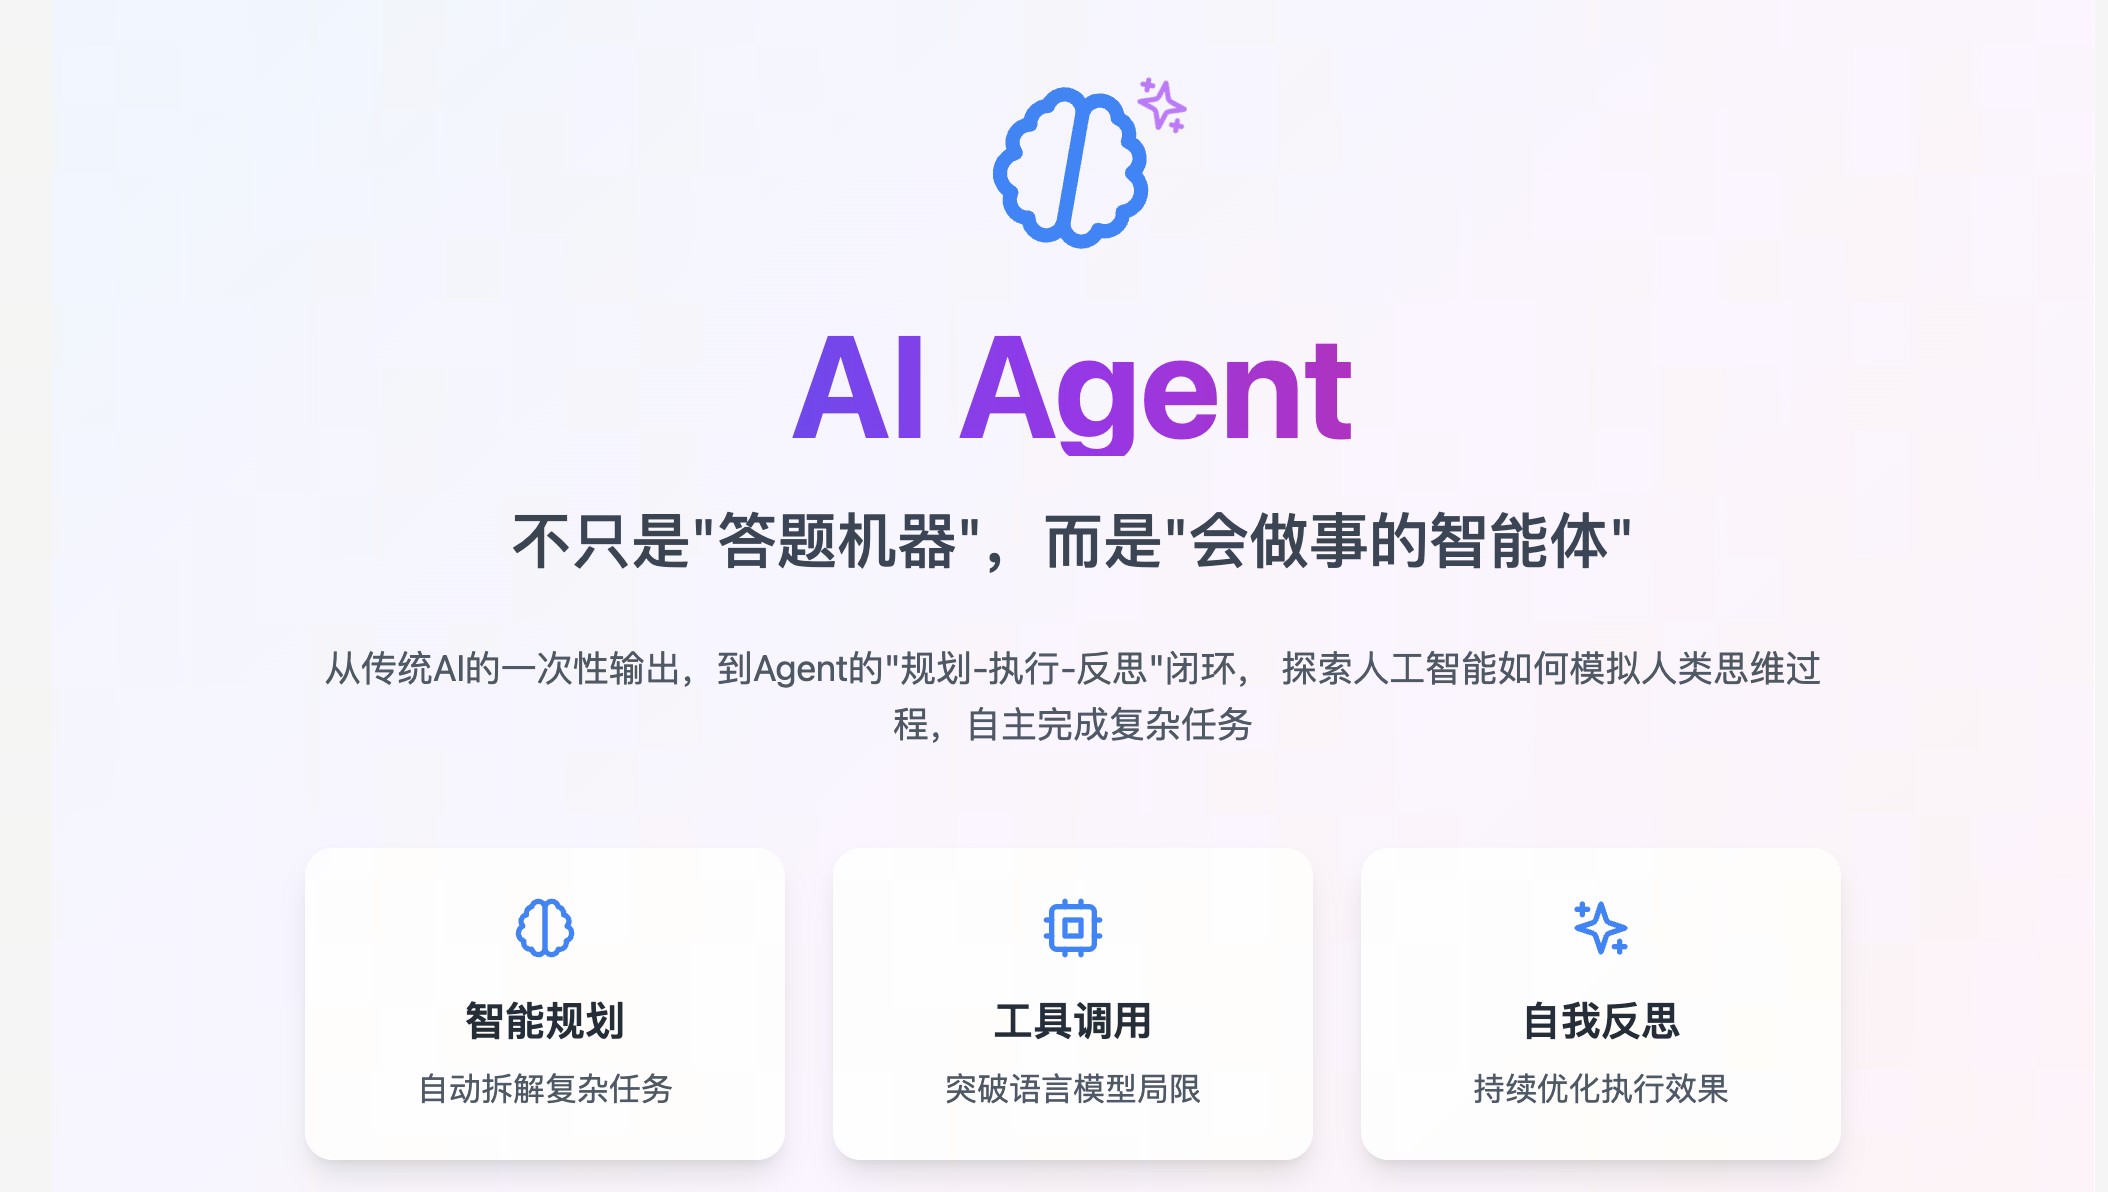 AI Agent
不只是"答题机器"，而是"会做事的智能体"
从传统AI的一次性输出，到Agent的"规划-执行-反思"闭环， 探索人工智能如何模拟人类思维过
程，自主完成复杂任务
智能规划
自动拆解复杂任务
工具调用
突破语言模型局限
自我反思
持续优化执行效果